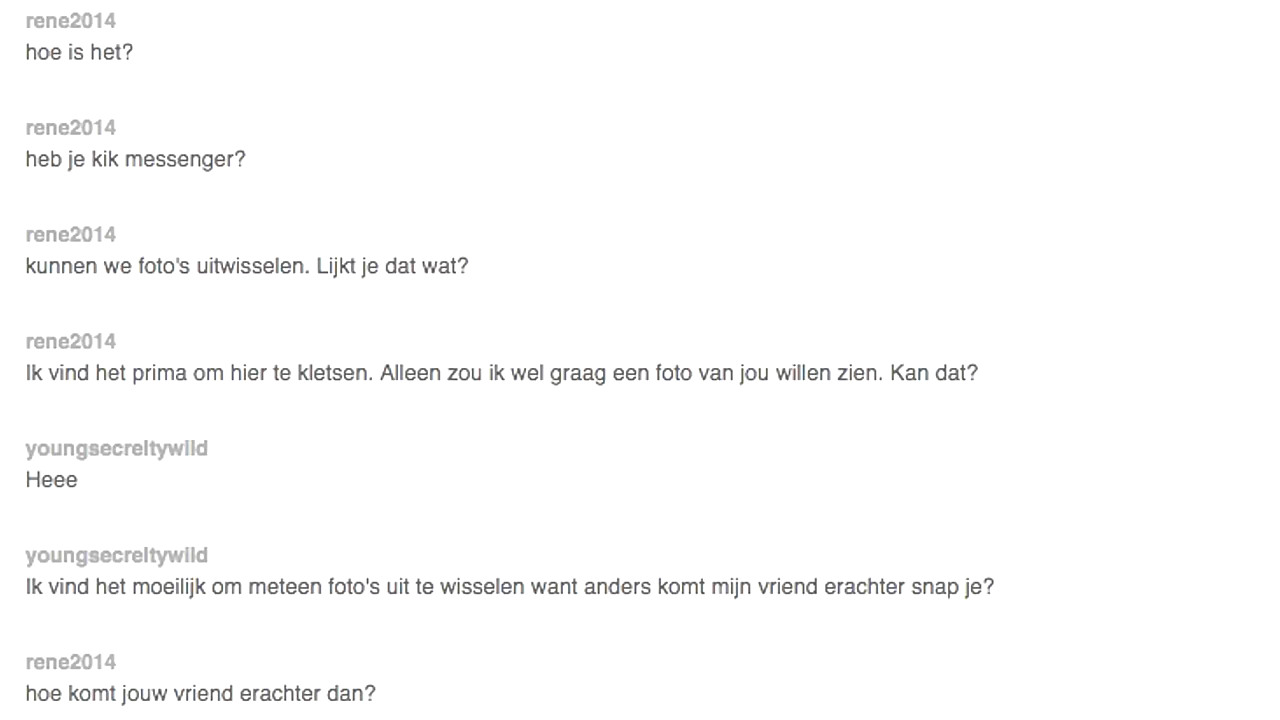 rene2014
hoe is het?
rene2014
heb je kik messenger?
rene2014
kunnen we foto's uitwisselen. Lijkt je dat wat?
rene2014
Ik vind het prima om hier te kletsen. Alleen zou ik wel graag een foto van jou willen zien. Kan dat?
youngsecreltywild
Heee
youngsecreltywild
Ik vind het moeilijk om meteen foto's uit te wisselen want anders komt mijn vriend erachter snap je?
rene2014
hoe komt jouw vriend erachter dan?